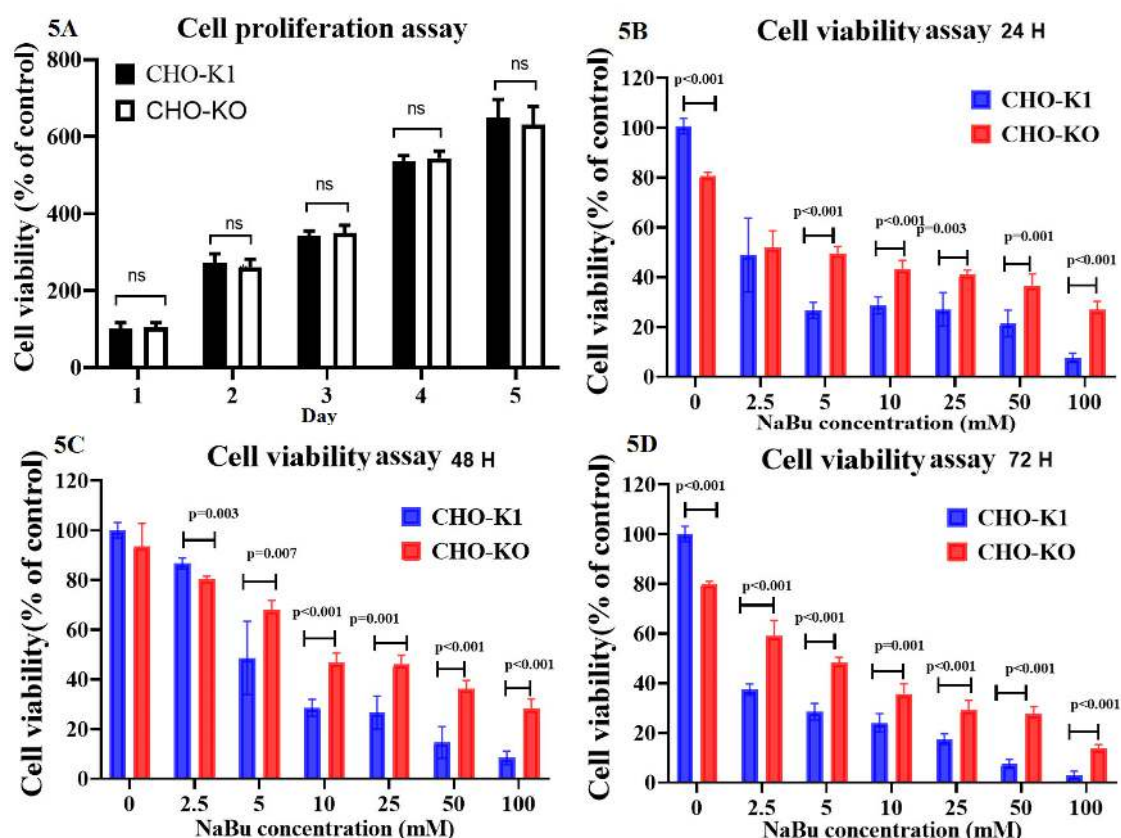 5A Cell proliferation assay
CHO-K1
CHO-KO
ns
ns
ns
ns
ns
Cell viability (% of control)
800
600
400
200
0
1 2 3 4 5
Day
5B Cell viability assay 24 H
CHO-K1
CHO-KO
p<0.001
p<0.001
p<0.001
p=0.003
p=0.001
p<0.001
Cell viability(% of control)
120
100
80
60
40
20
0
0 2.5 5 10 25 50 100
NaBu concentration (mM)
5C Cell viability assay 48 H
CHO-K1
CHO-KO
p=0.003
p=0.007
p<0.001
p=0.001
p<0.001
p<0.001
Cell viability(% of control)
120
100
80
60
40
20
0
0 2.5 5 10 25 50 100
NaBu concentration (mM)
5D Cell viability assay 72 H
CHO-K1
CHO-KO
p<0.001
p<0.001
p<0.001
p=0.001
p<0.001
p<0.001
p<0.001
Cell viability(% of control)
120
100
80
60
40
20
0
0 2.5 5 10 25 50 100
NaBu concentration (mM)